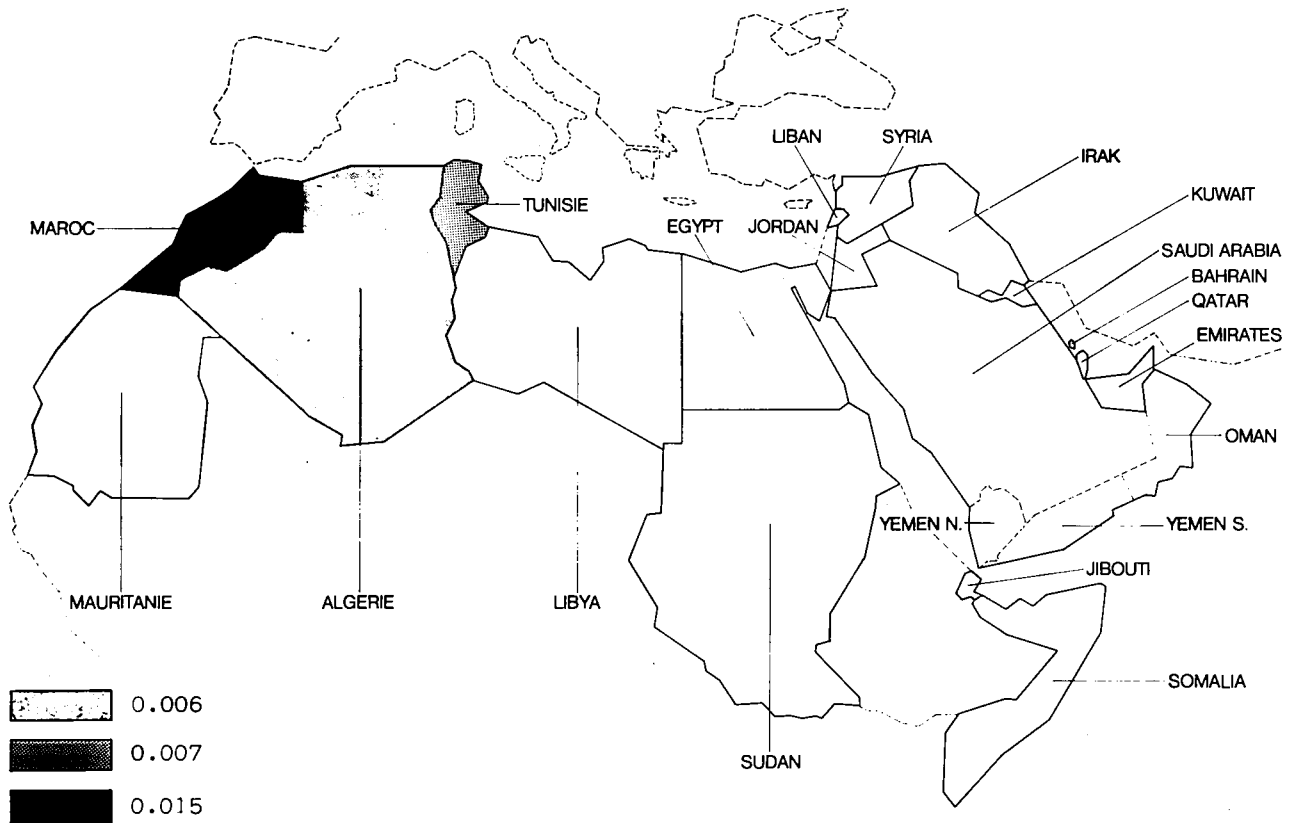 LIBAN
SYRIA
IRAK
KUWAIT
MAROC
TUNISIE
EGYPT
JORDAN
SAUDI ARABIA
BAHRAIN
QATAR
EMIRATES
OMAN
YEMEN N.
YEMEN S.
JIBOUTI
MAURITANIE
ALGERIE
LIBYA
SOMALIA
SUDAN
0.006
0.007
0.015